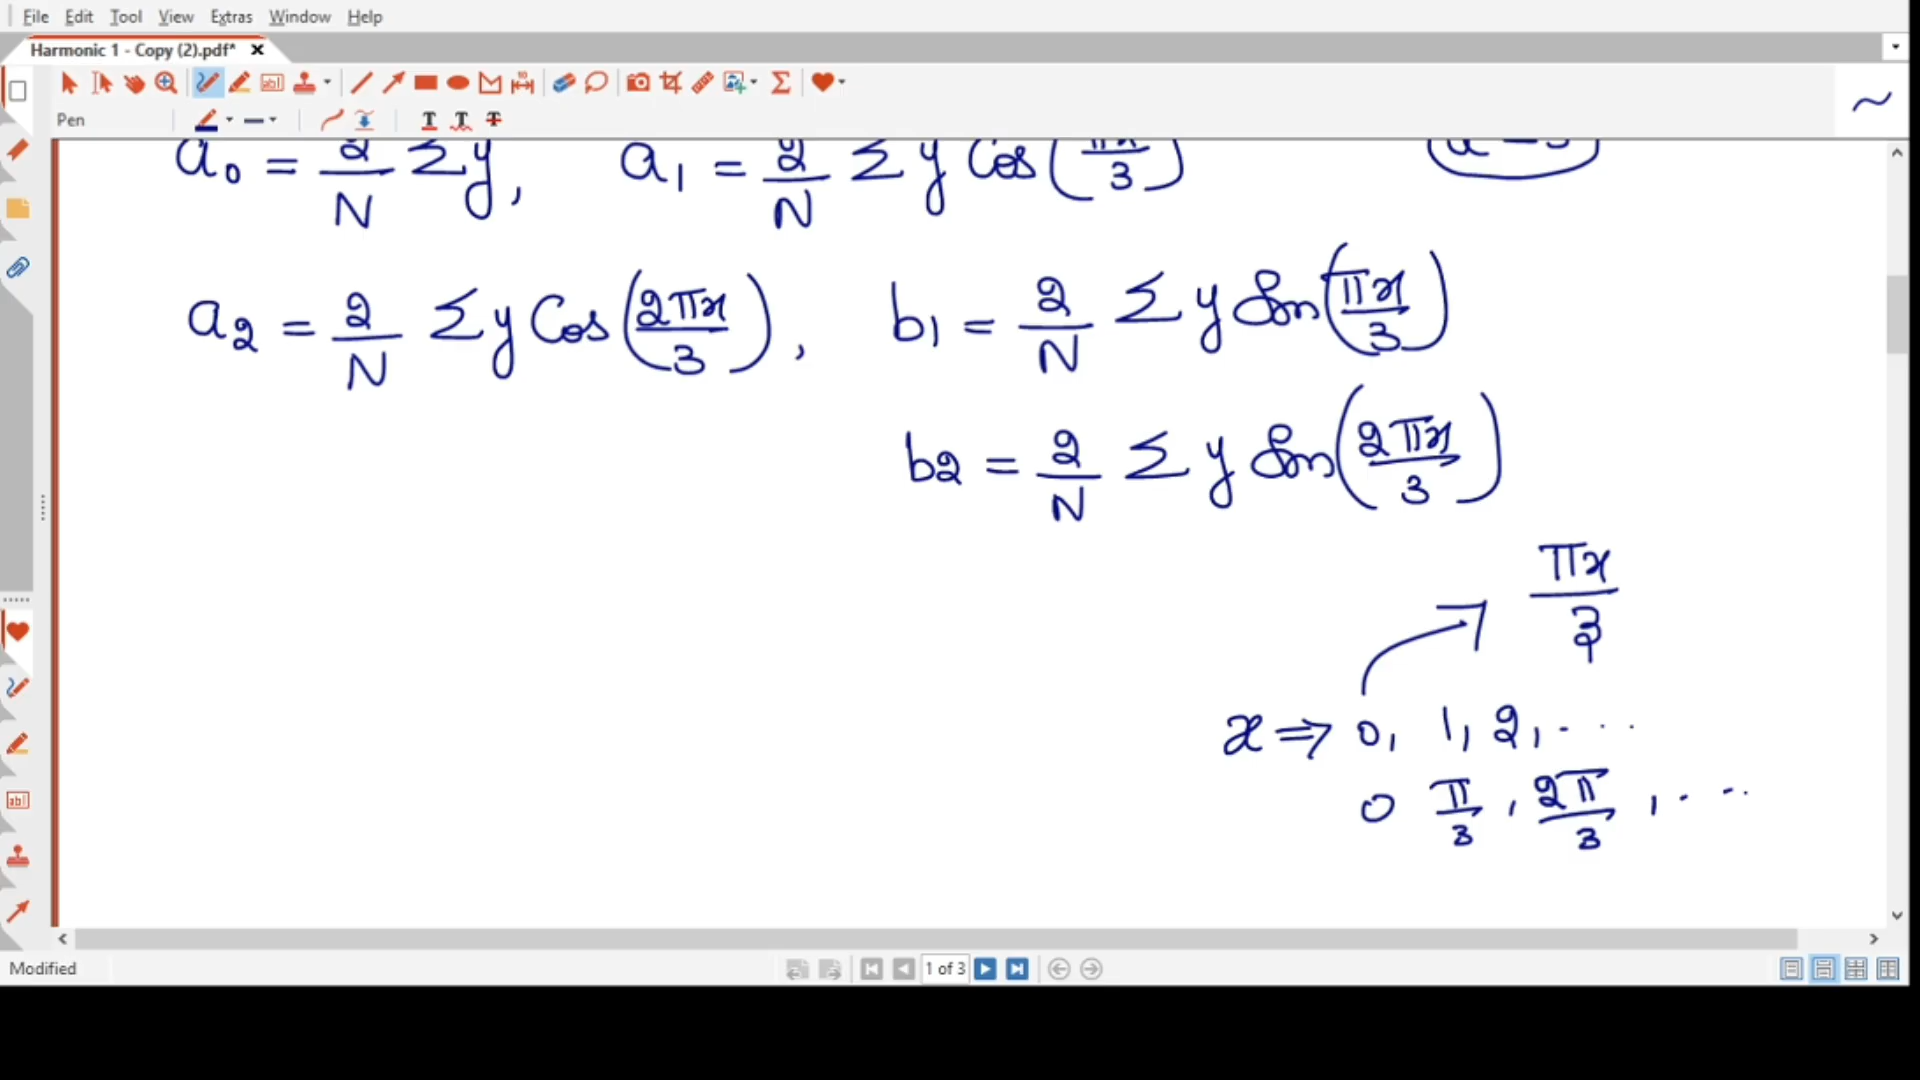 File Edit Tool View Extras Window Help
Harmonic 1 - Copy (2).pdf* ×
Pen
a₀ = 2/N Σy, a₁ = 2/N Σ y Cos(πx/3)
a₂ = 2/N Σ y Cos(2πx/3), b₁ = 2/N Σ y Sin(πx/3)
b₂ = 2/N Σ y Sin(2πx/3)
πx/3
x ⇒ 0, 1, 2, ...
0 π/3, 2π/3, ...
Modified 1 of 3